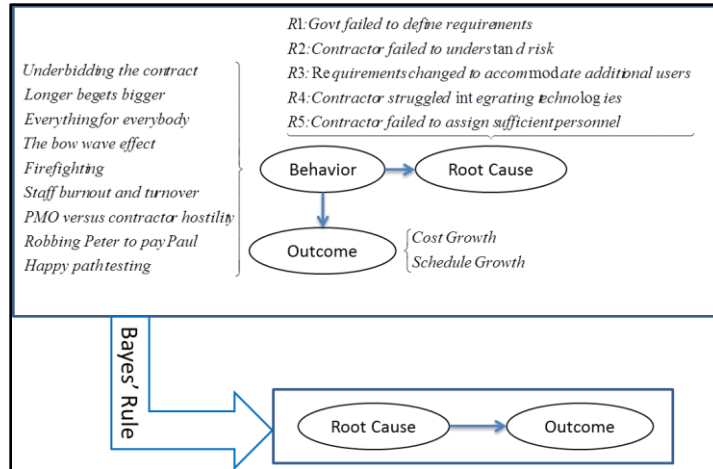 R1:Govt failed to define requirements
R2:Contractor failed to understand risk
R3: Requirements changed to accommodate additional users
R4:Contractor struggled integrating technologies
R5:Contractor failed to assign sufficient personnel
Underbidding the contract
Longer begets bigger
Everything for everybody
The bow wave effect
Firefighting
Staff burnout and turnover
PMO versus contractor hostility
Robbing Peter to pay Paul
Happy path testing
Behavior
Root Cause
Outcome
Cost Growth
Schedule Growth
Bayes' Rule
Root Cause
Outcome